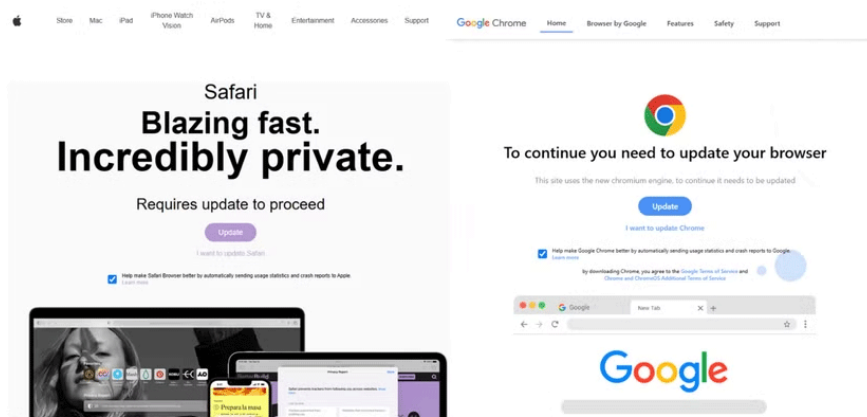 Store
Mac
iPad
iPhone Watch
Vision
AirPods
TV &
Home
Entertainment
Accessories
Support
Safari
Blazing fast.
Incredibly private.
Requires update to proceed
Update
I want to update Safari
Help make Safari Browser better by automatically sending usage statistics and crash reports to Apple.
Learn more
Prepara la masa
Google Chrome
Home
Browser by Google
Features
Safety
Support
To continue you need to update your browser
This site uses the new chromium engine, to continue it needs to be updated
Update
I want to update Chrome
Help make Google Chrome better by automatically sending usage statistics and crash reports to Google.
Learn more
by downloading Chrome, you agree to the Google Terms of Service and
Chrome and ChromeOS Additional Terms of Service
Google
New Tab
Google